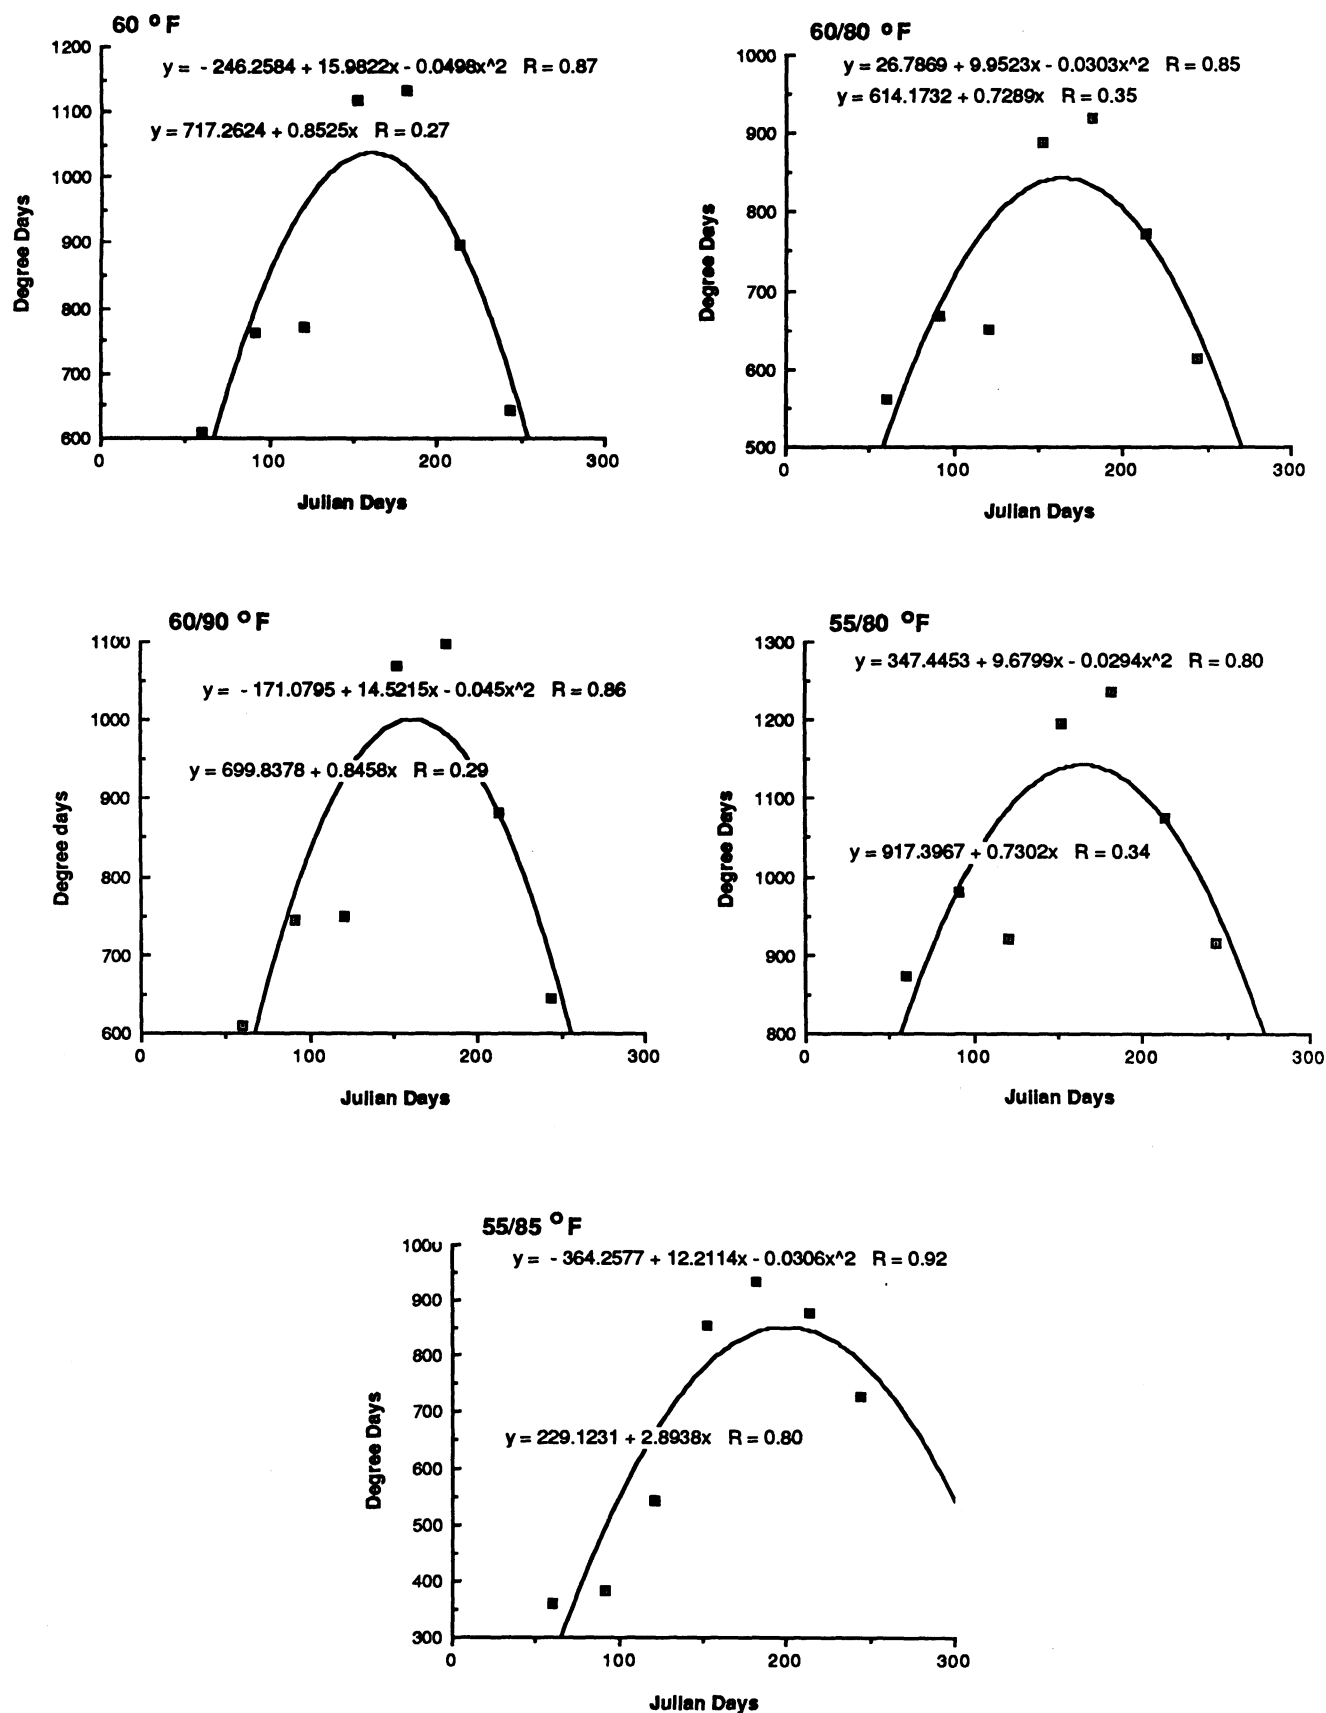 60 °F
1200
y = - 246.2584 + 15.9822x - 0.0498x^2 R = 0.87
1100
y = 717.2624 + 0.8525x R = 0.27
1000
900
800
700
600
Degree Days
0 100 200 300
Julian Days
60/80 °F
1000
y = 26.7869 + 9.9523x - 0.0303x^2 R = 0.85
y = 614.1732 + 0.7289x R = 0.35
900
800
700
600
500
Degree Days
0 100 200 300
Julian Days
60/90 °F
1100
y = - 171.0795 + 14.5215x - 0.045x^2 R = 0.86
1000
y = 699.8378 + 0.8458x R = 0.29
900
800
700
600
Degree days
0 100 200 300
Julian Days
55/80 °F
1300
y = 347.4453 + 9.6799x - 0.0294x^2 R = 0.80
1200
1100
y = 917.3967 + 0.7302x R = 0.34
1000
900
800
Degree Days
0 100 200 300
Julian Days
55/85 °F
1000
y = - 364.2577 + 12.2114x - 0.0306x^2 R = 0.92
900
800
700
y = 229.1231 + 2.8938x R = 0.80
600
500
400
300
Degree Days
0 100 200 300
Julian Days